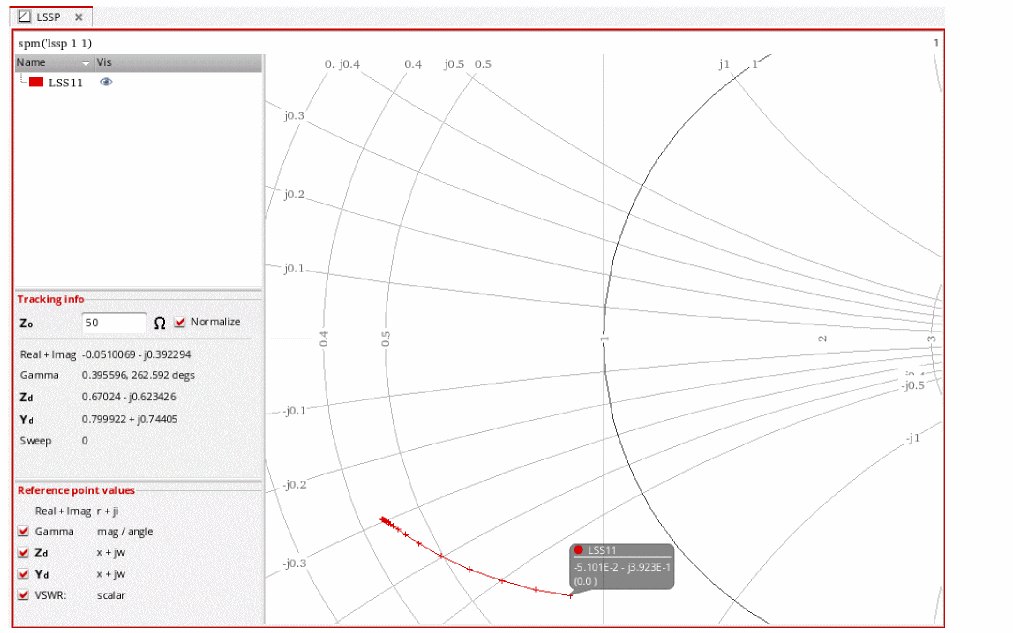 LSSP ×
spm('lssp 1 1)
1
Name Vis
LSS11
Tracking info
Zo 50 Ω Normalize
Real + Imag -0.0510069 - j0.392294
Gamma 0.395596, 262.592 degs
Zd 0.67024 - j0.623426
Yd 0.799922 + j0.74405
Sweep 0
Reference point values
Real + Imag r + ji
Gamma mag / angle
Zd x + jw
Yd x + jw
VSWR: scalar
0. j0.4 0.4 j0.5 0.5 j1 1
j0.3
j0.2
j0.1
0.4 0.5 1 2 3
-j0.5
-j0.1
-j1
-j0.2
-j0.3
LSS11
-5.101E-2 - j3.923E-1
(0.0 )